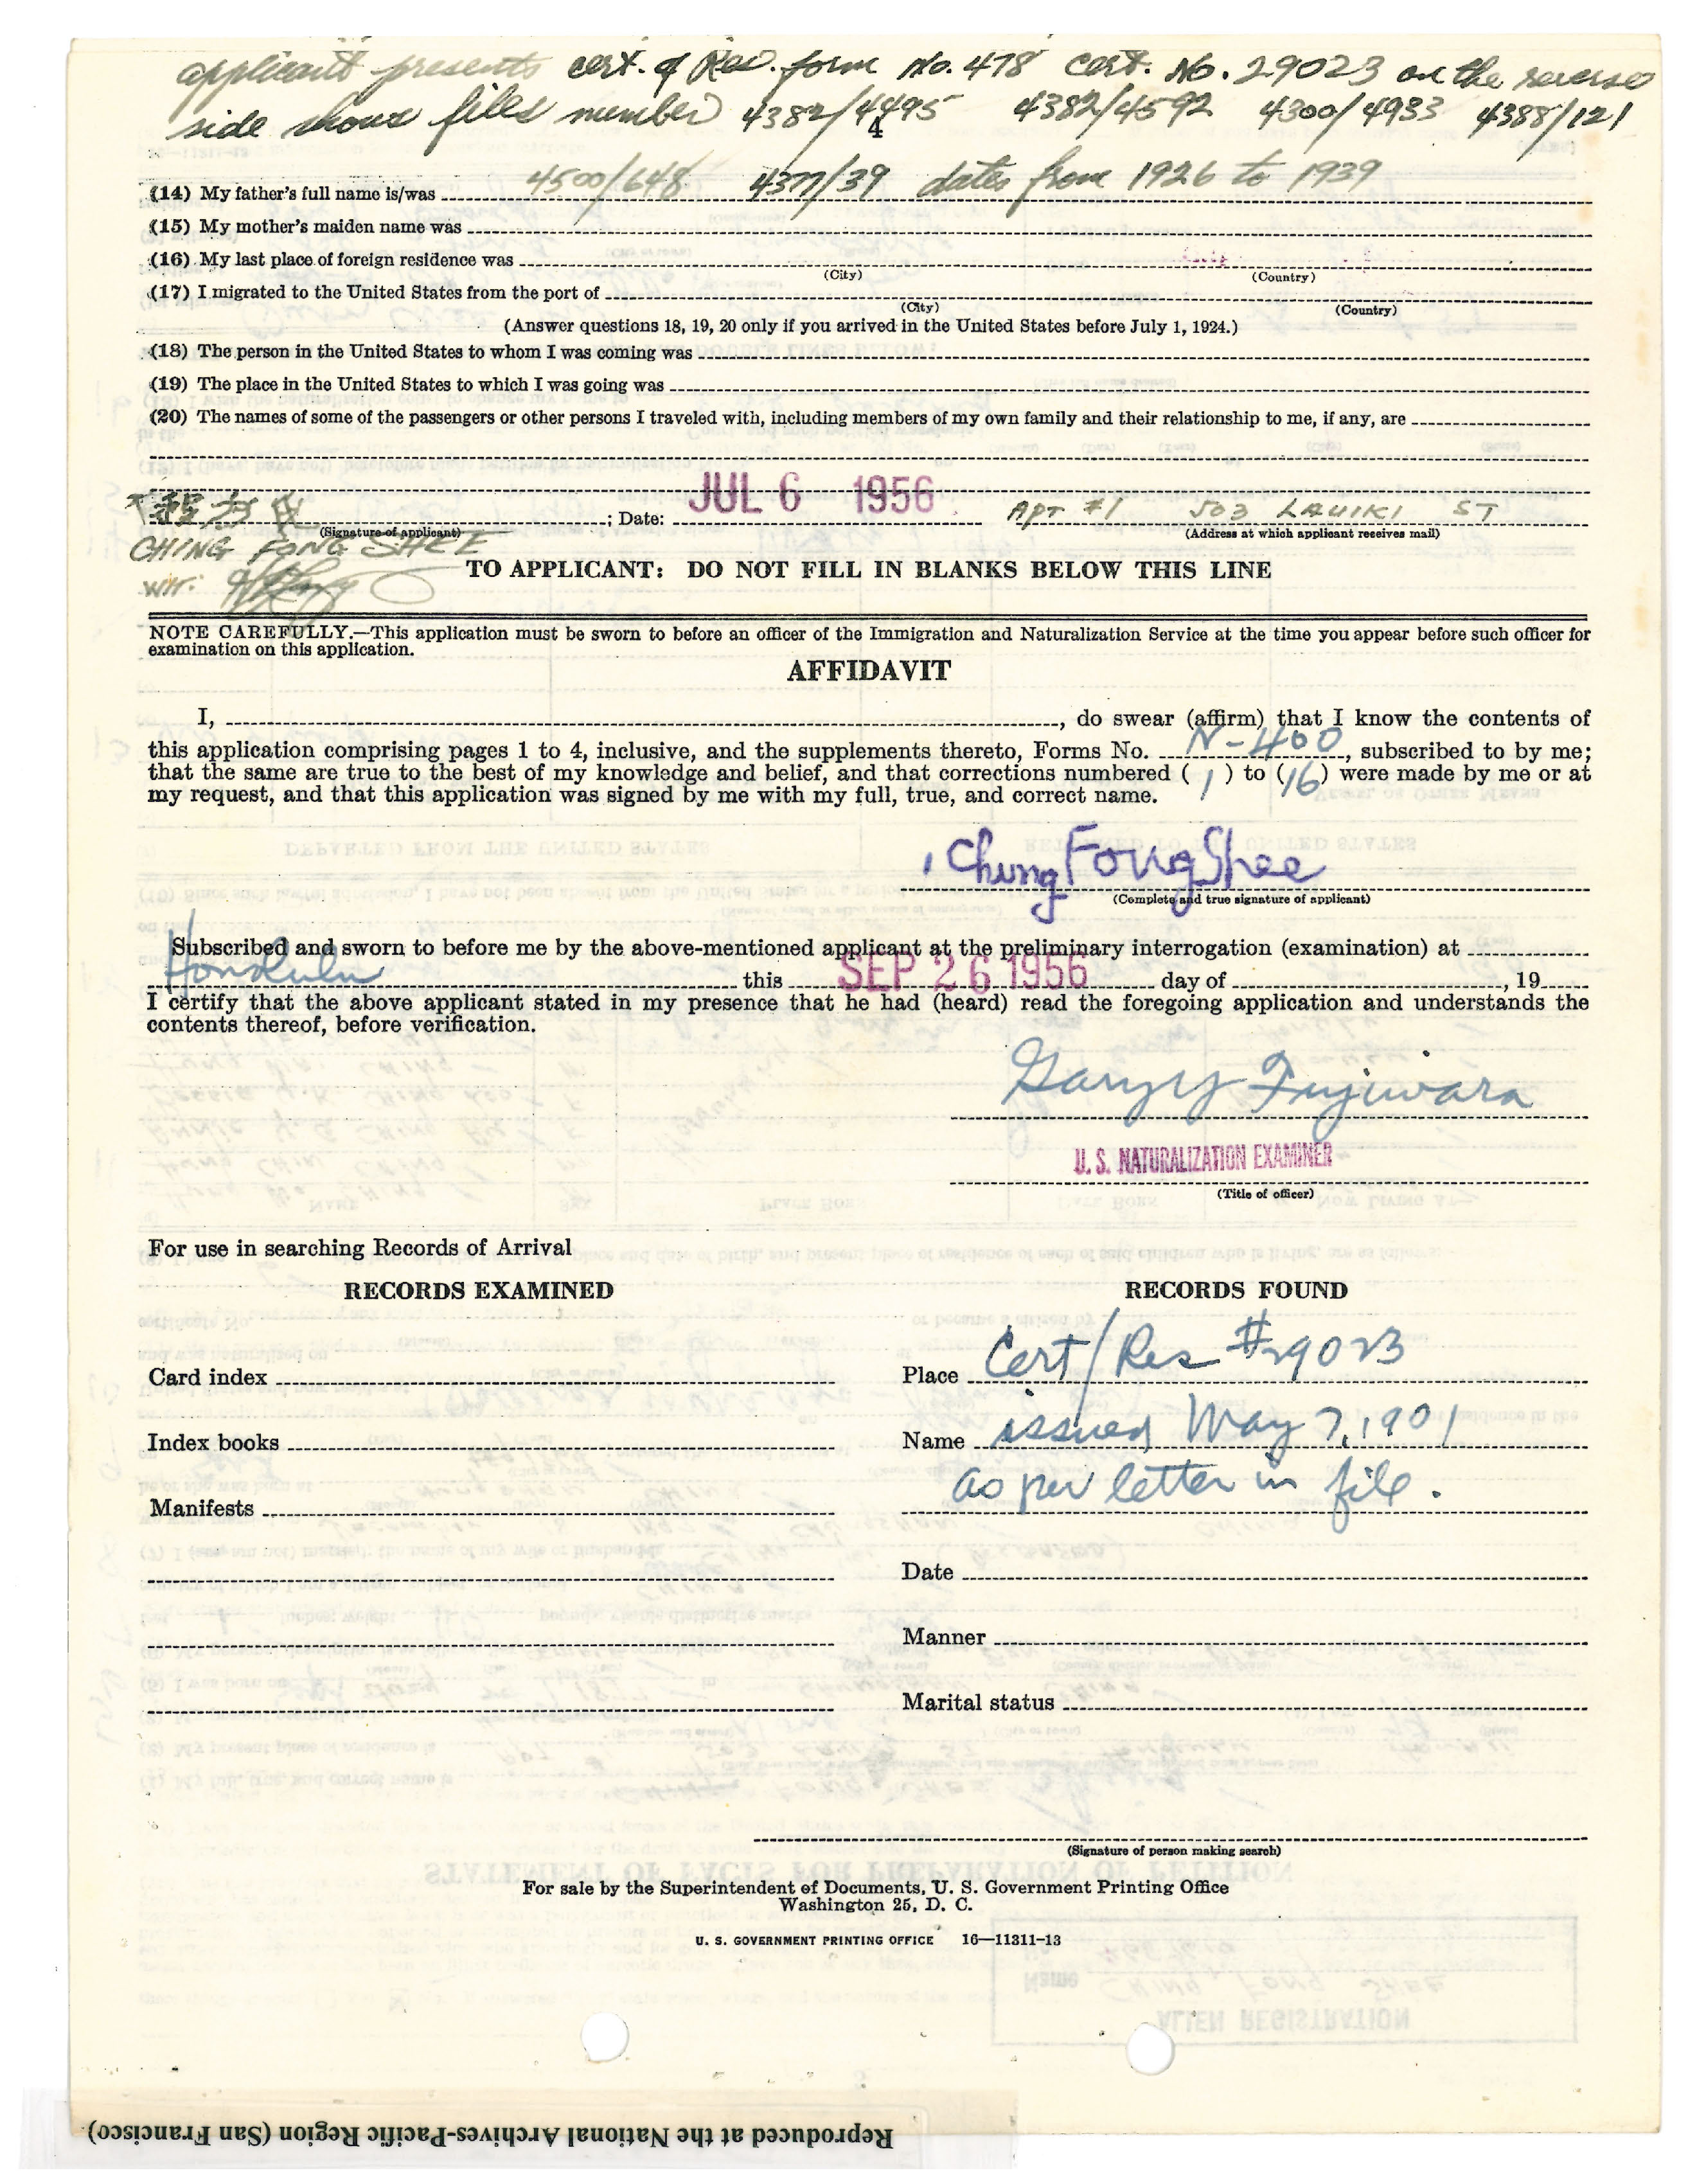 applicant presents cert. of Res. form No. 478 cert. No. 29023 on the reverse
side shows files number 4382/4495 4382/4592 4300/4933 4388/121
4
4500/648 4377/39 dates from 1926 to 1939
(14) My father's full name is/was
(15) My mother's maiden name was
(16) My last place of foreign residence was
(City) (Country)
(17) I migrated to the United States from the port of
(City) (Country)
(Answer questions 18, 19, 20 only if you arrived in the United States before July 1, 1924.)
(18) The person in the United States to whom I was coming was
(19) The place in the United States to which I was going was
(20) The names of some of the passengers or other persons I traveled with, including members of my own family and their relationship to me, if any, are
; Date: JUL 6 1956 APT #1 503 LAUIKI ST
(Signature of applicant) (Address at which applicant receives mail)
CHING FONG SHEE
Wit:
TO APPLICANT: DO NOT FILL IN BLANKS BELOW THIS LINE
NOTE CAREFULLY.—This application must be sworn to before an officer of the Immigration and Naturalization Service at the time you appear before such officer for
examination on this application.
AFFIDAVIT
I, , do swear (affirm) that I know the contents of
this application comprising pages 1 to 4, inclusive, and the supplements thereto, Forms No. N-400, subscribed to by me;
that the same are true to the best of my knowledge and belief, and that corrections numbered ( 1 ) to (16) were made by me or at
my request, and that this application was signed by me with my full, true, and correct name.
Chung Fong Shee
(Complete and true signature of applicant)
Subscribed and sworn to before me by the above-mentioned applicant at the preliminary interrogation (examination) at
Honolulu this SEP 26 1956 day of , 19
I certify that the above applicant stated in my presence that he had (heard) read the foregoing application and understands the
contents thereof, before verification.
Gary Y Fujiwara
U. S. NATURALIZATION EXAMINER
(Title of officer)
For use in searching Records of Arrival
RECORDS EXAMINED RECORDS FOUND
Card index Place Cert/Res #29023
Index books Name issued May 7, 1901
Manifests as per letter in file.
Date
Manner
Marital status
(Signature of person making search)
For sale by the Superintendent of Documents, U. S. Government Printing Office
Washington 25, D. C.
U. S. GOVERNMENT PRINTING OFFICE 16—11311-13
Reproduced at the National Archives-Pacific Region (San Francisco)